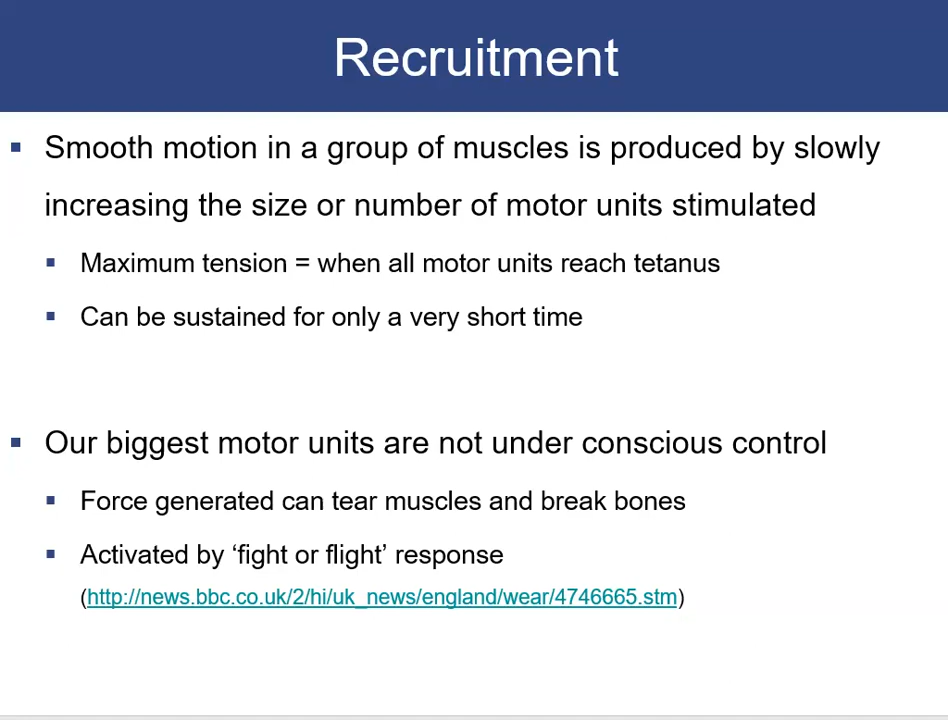 Recruitment
▪ Smooth motion in a group of muscles is produced by slowly
increasing the size or number of motor units stimulated
▪ Maximum tension = when all motor units reach tetanus
▪ Can be sustained for only a very short time
▪ Our biggest motor units are not under conscious control
▪ Force generated can tear muscles and break bones
▪ Activated by ‘fight or flight’ response
(http://news.bbc.co.uk/2/hi/uk_news/england/wear/4746665.stm)